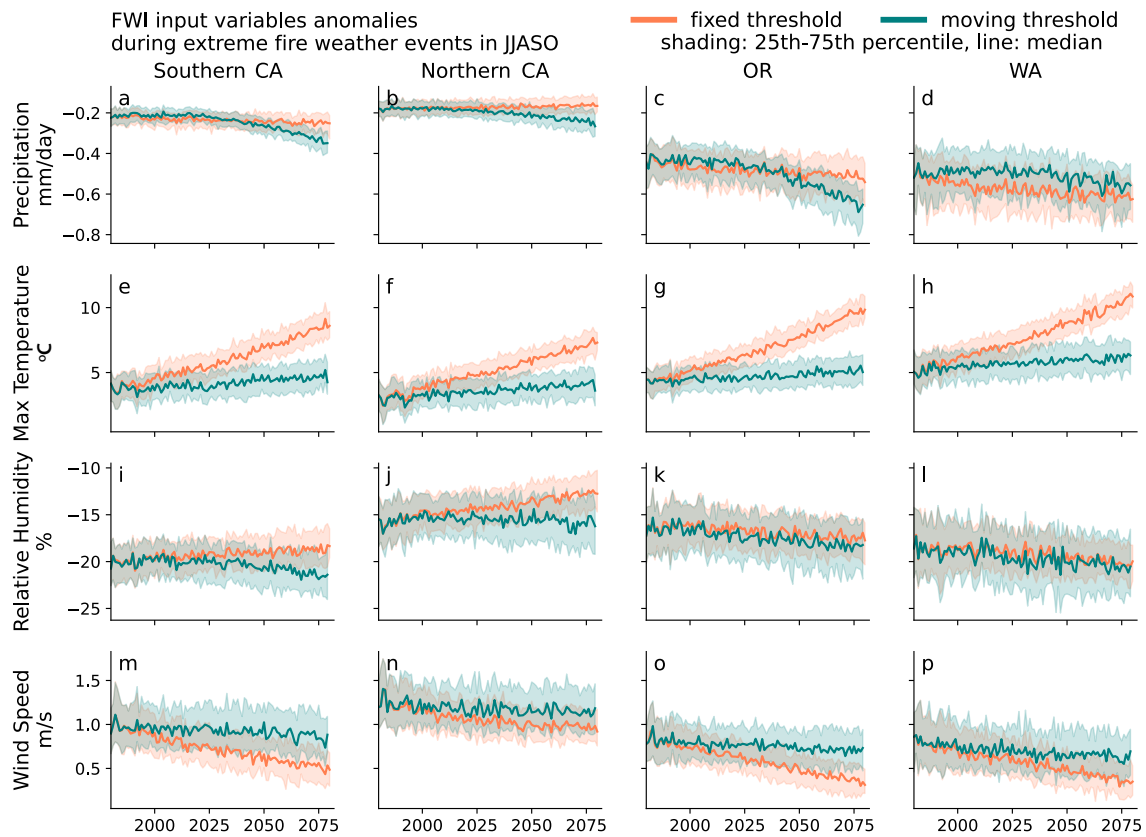 FWI input variables anomalies
during extreme fire weather events in JJASO
fixed threshold moving threshold
shading: 25th-75th percentile, line: median
Southern CA Northern CA OR WA
Precipitation
mm/day
−0.2
−0.4
−0.6
−0.8
a b c d
Max Temperature
°C
10
5
e f g h
Relative Humidity
%
−10
−15
−20
−25
i j k l
Wind Speed
m/s
1.5
1.0
0.5
m n o p
2000 2025 2050 2075 2000 2025 2050 2075 2000 2025 2050 2075 2000 2025 2050 2075